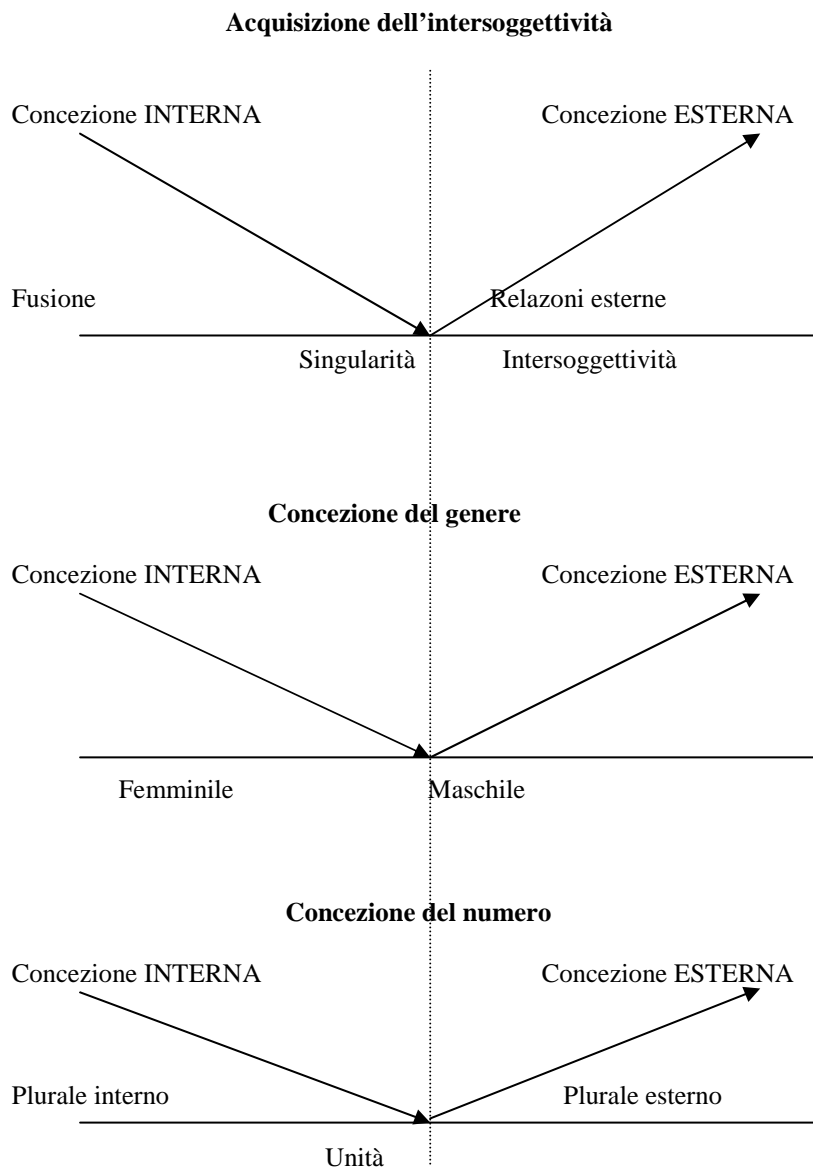 Acquisizione dell'intersoggettività
Concezione INTERNA Concezione ESTERNA
Fusione Relazoni esterne
Singularità Intersoggettività
Concezione del genere
Concezione INTERNA Concezione ESTERNA
Femminile Maschile
Concezione del numero
Concezione INTERNA Concezione ESTERNA
Plurale interno Plurale esterno
Unità